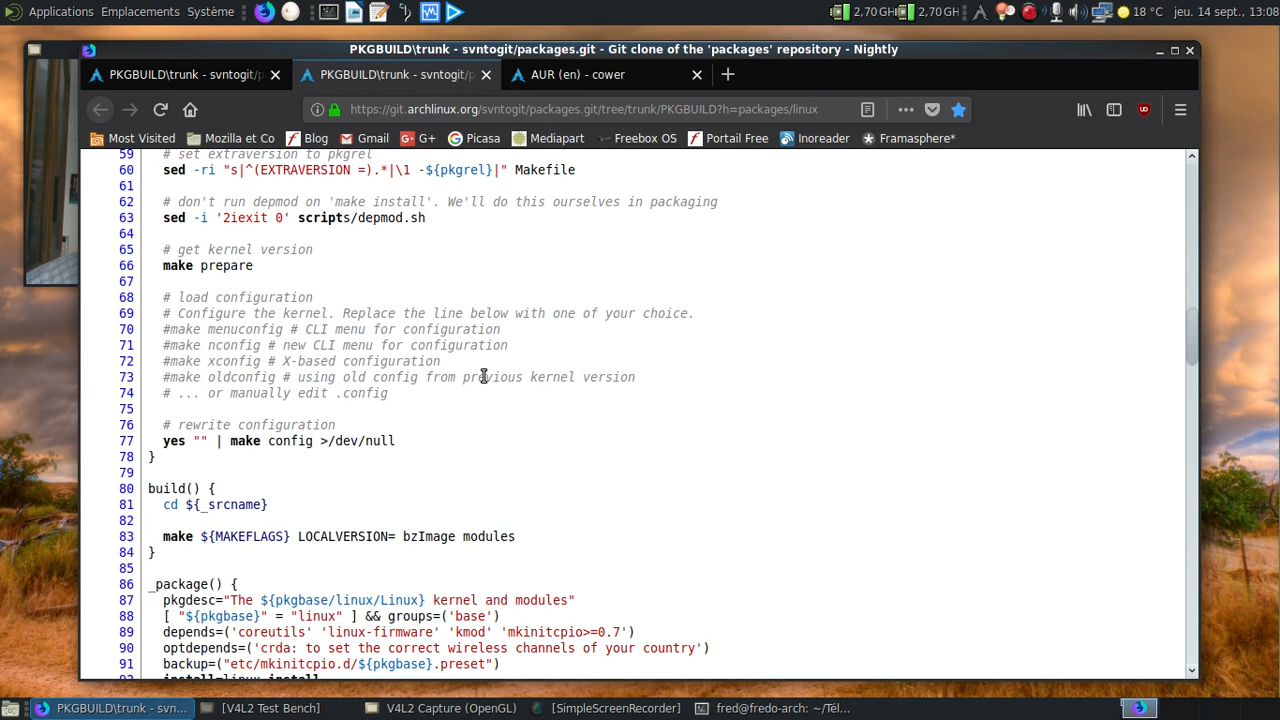 Applications Emplacements Système 2,70 GHz 2,70 GHz 18 °C jeu. 14 sept., 13:08
PKGBUILD\trunk - svntogit/packages.git - Git clone of the 'packages' repository - Nightly
PKGBUILD\trunk - svntogit/p PKGBUILD\trunk - svntogit/p AUR (en) - cower
https://git.archlinux.org/svntogit/packages.git/tree/trunk/PKGBUILD?h=packages/linux
Most Visited Mozilla et Co Blog Gmail G+ G+ Picasa Mediapart Freebox OS Portail Free Inoreader Framasphere*
59 # set extraversion to pkgrel
60 sed -ri "s|^(EXTRAVERSION =).*|\1 -${pkgrel}|" Makefile
61
62 # don't run depmod on 'make install'. We'll do this ourselves in packaging
63 sed -i '2iexit 0' scripts/depmod.sh
64
65 # get kernel version
66 make prepare
67
68 # load configuration
69 # Configure the kernel. Replace the line below with one of your choice.
70 #make menuconfig # CLI menu for configuration
71 #make nconfig # new CLI menu for configuration
72 #make xconfig # X-based configuration
73 #make oldconfig # using old config from previous kernel version
74 # ... or manually edit .config
75
76 # rewrite configuration
77 yes "" | make config >/dev/null
78 }
79
80 build() {
81 cd ${_srcname}
82
83 make ${MAKEFLAGS} LOCALVERSION= bzImage modules
84 }
85
86 _package() {
87 pkgdesc="The ${pkgbase/linux/Linux} kernel and modules"
88 [ "${pkgbase}" = "linux" ] && groups=('base')
89 depends=('coreutils' 'linux-firmware' 'kmod' 'mkinitcpio>=0.7')
90 optdepends=('crda: to set the correct wireless channels of your country')
91 backup=("etc/mkinitcpio.d/${pkgbase}.preset")
92 install=linux.install
PKGBUILD\trunk - svn... [V4L2 Test Bench] V4L2 Capture (OpenGL) [SimpleScreenRecorder] fred@fredo-arch: ~/Tél...